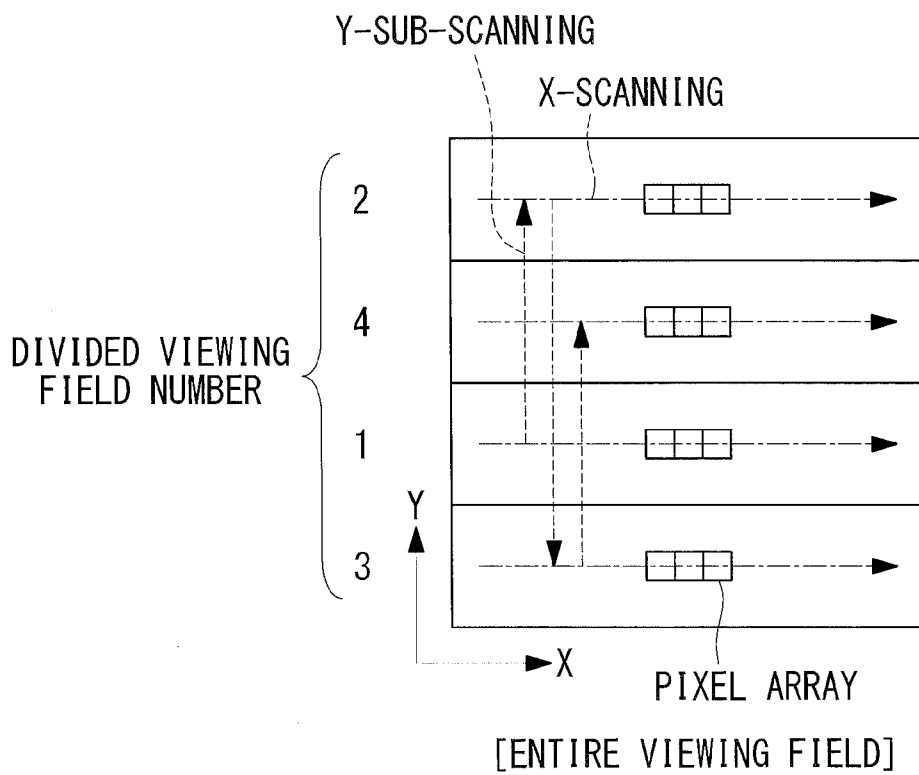 Y-SUB-SCANNING
X-SCANNING
2
4
DIVIDED VIEWING
FIELD NUMBER
1
Y
3
X
PIXEL ARRAY
[ENTIRE VIEWING FIELD]